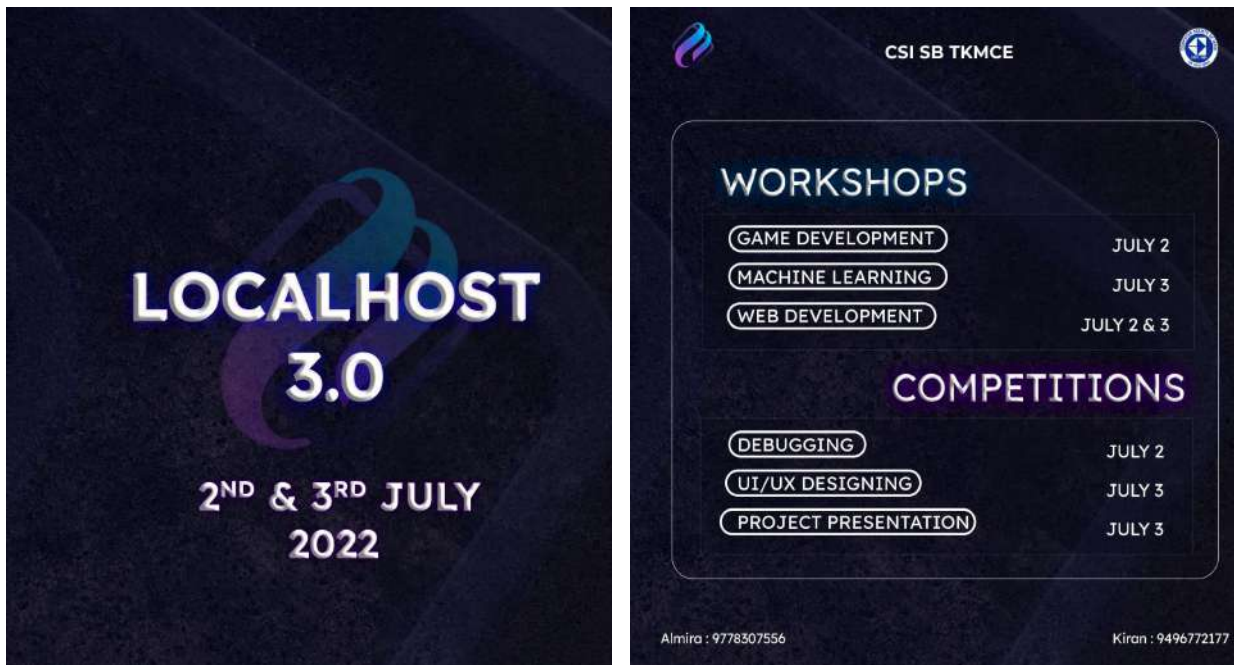 LOCALHOST
3.0
2ND & 3RD JULY
2022
CSI SB TKMCE
WORKSHOPS
GAME DEVELOPMENT JULY 2
MACHINE LEARNING JULY 3
WEB DEVELOPMENT JULY 2 & 3
COMPETITIONS
DEBUGGING JULY 2
UI/UX DESIGNING JULY 3
PROJECT PRESENTATION JULY 3
Almira : 9778307556 Kiran : 9496772177